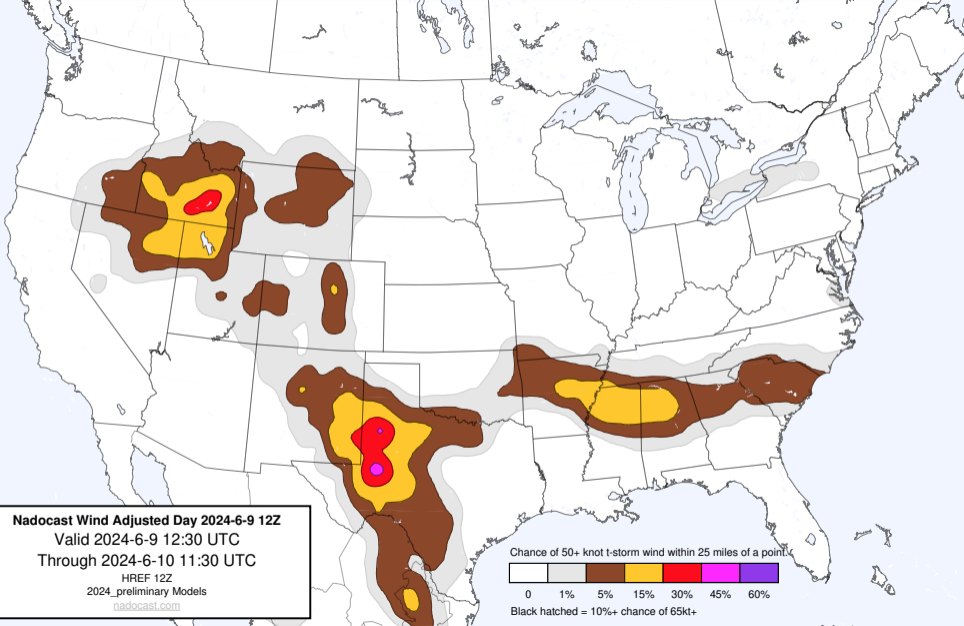 Nadocast Wind Adjusted Day 2024-6-9 12Z
Valid 2024-6-9 12:30 UTC
Through 2024-6-10 11:30 UTC
HREF 12Z
2024_preliminary Models
nadocast.com
Chance of 50+ knot t-storm wind within 25 miles of a point.
0 1% 5% 15% 30% 45% 60%
Black hatched = 10%+ chance of 65kt+